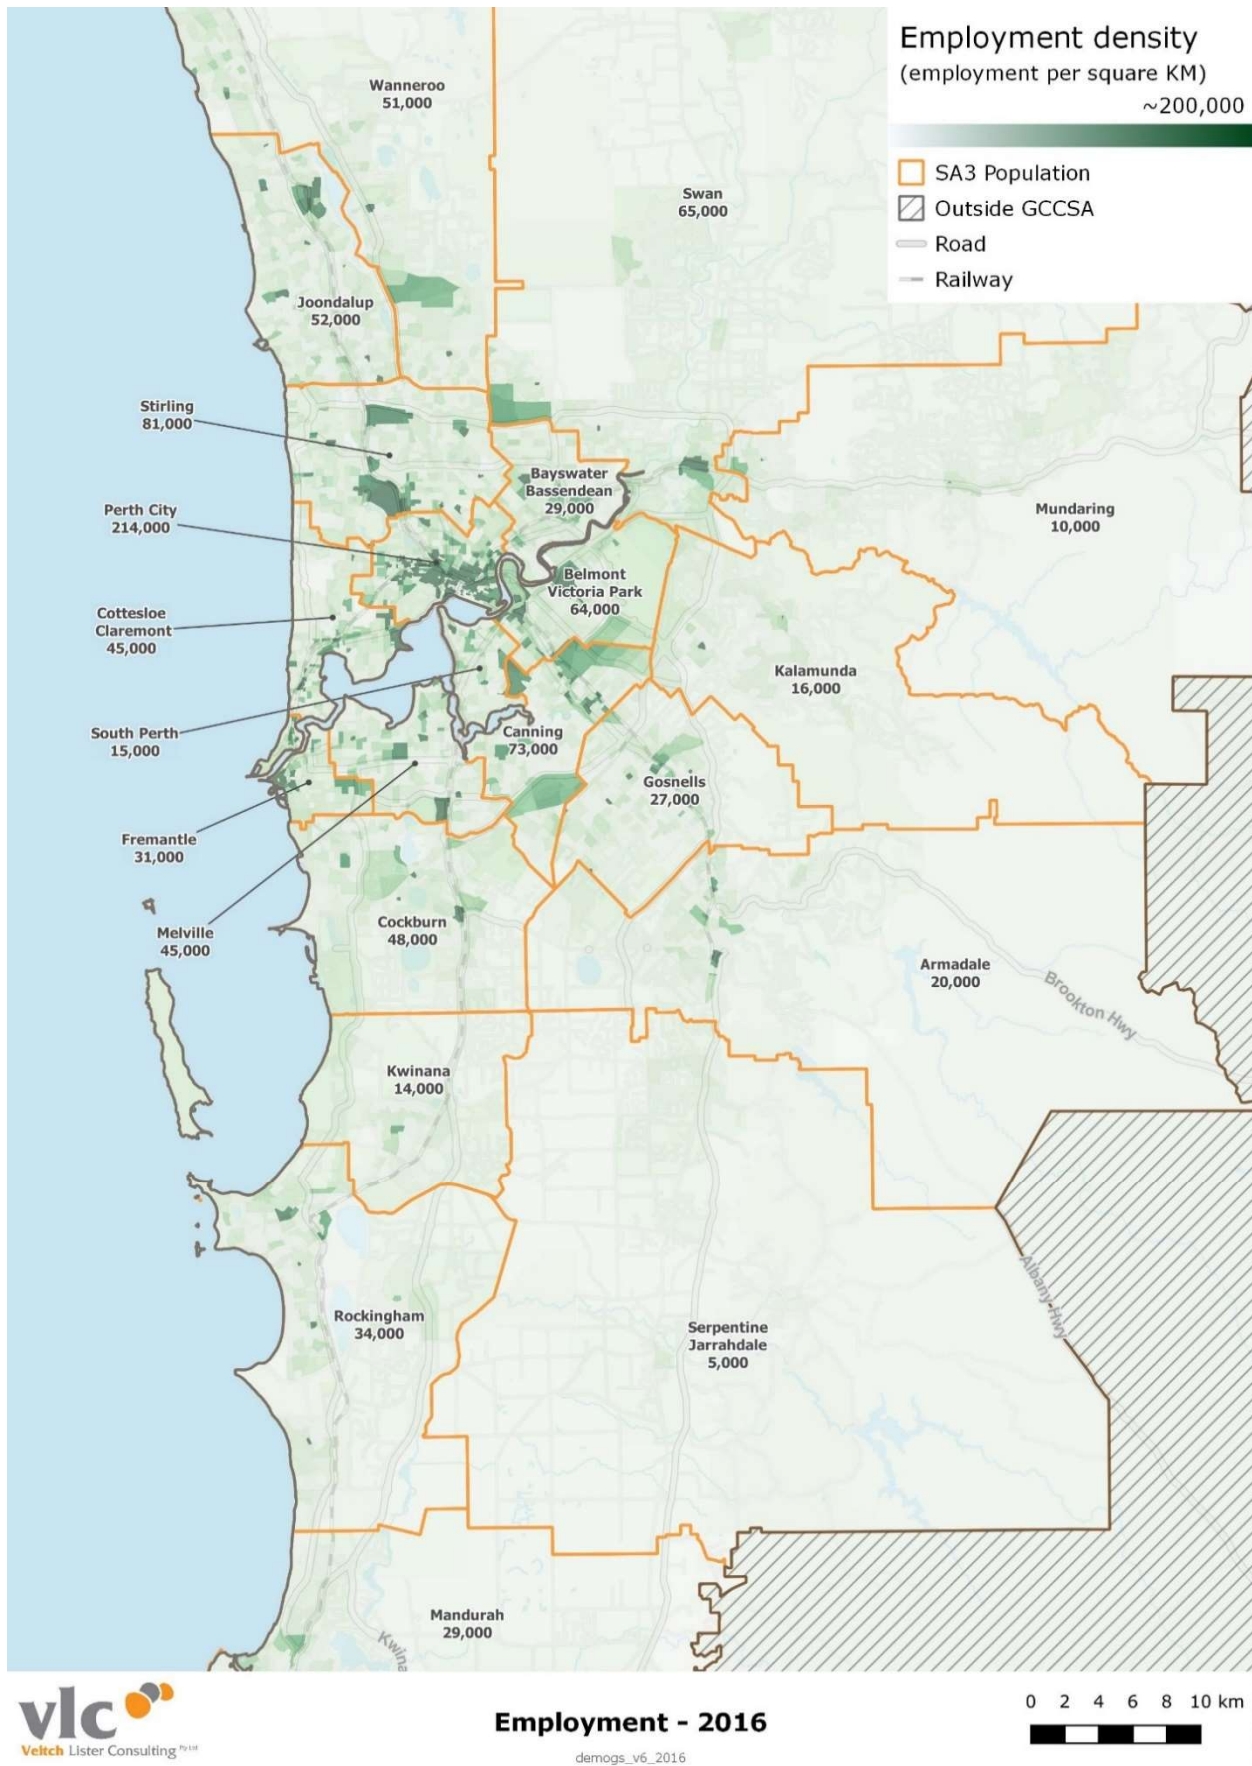 Employment density
(employment per square KM)
~200,000
SA3 Population
Outside GCCSA
Road
Railway
Wanneroo
51,000
Swan
65,000
Joondalup
52,000
Stirling
81,000
Bayswater
Bassendean
29,000
Perth City
214,000
Mundaring
10,000
Belmont
Victoria Park
64,000
Cottesloe
Claremont
45,000
Kalamunda
16,000
South Perth
15,000
Canning
73,000
Gosnells
27,000
Fremantle
31,000
Melville
45,000
Cockburn
48,000
Armadale
20,000
Brookton Hwy
Kwinana
14,000
Albany Hwy
Rockingham
34,000
Serpentine
Jarrahdale
5,000
Mandurah
29,000
Kwina
vlc
Veitch Lister Consulting Pty Ltd
Employment - 2016
demogs_v6_2016
0 2 4 6 8 10 km